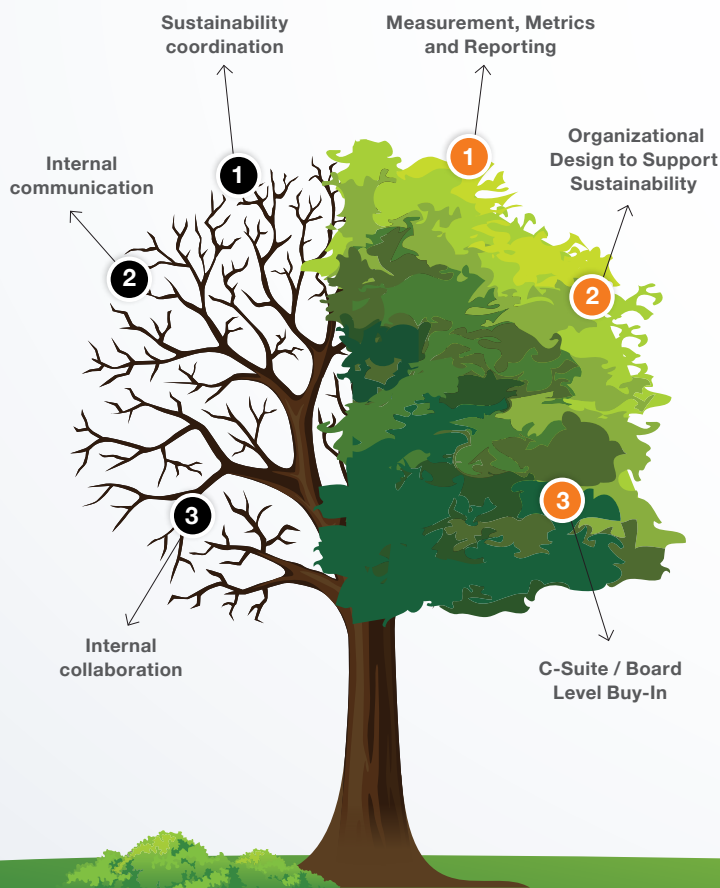 Sustainability
coordination
1
Internal
communication
2
3
Internal
collaboration
Measurement, Metrics
and Reporting
1
Organizational
Design to Support
Sustainability
2
3
C-Suite / Board
Level Buy-In